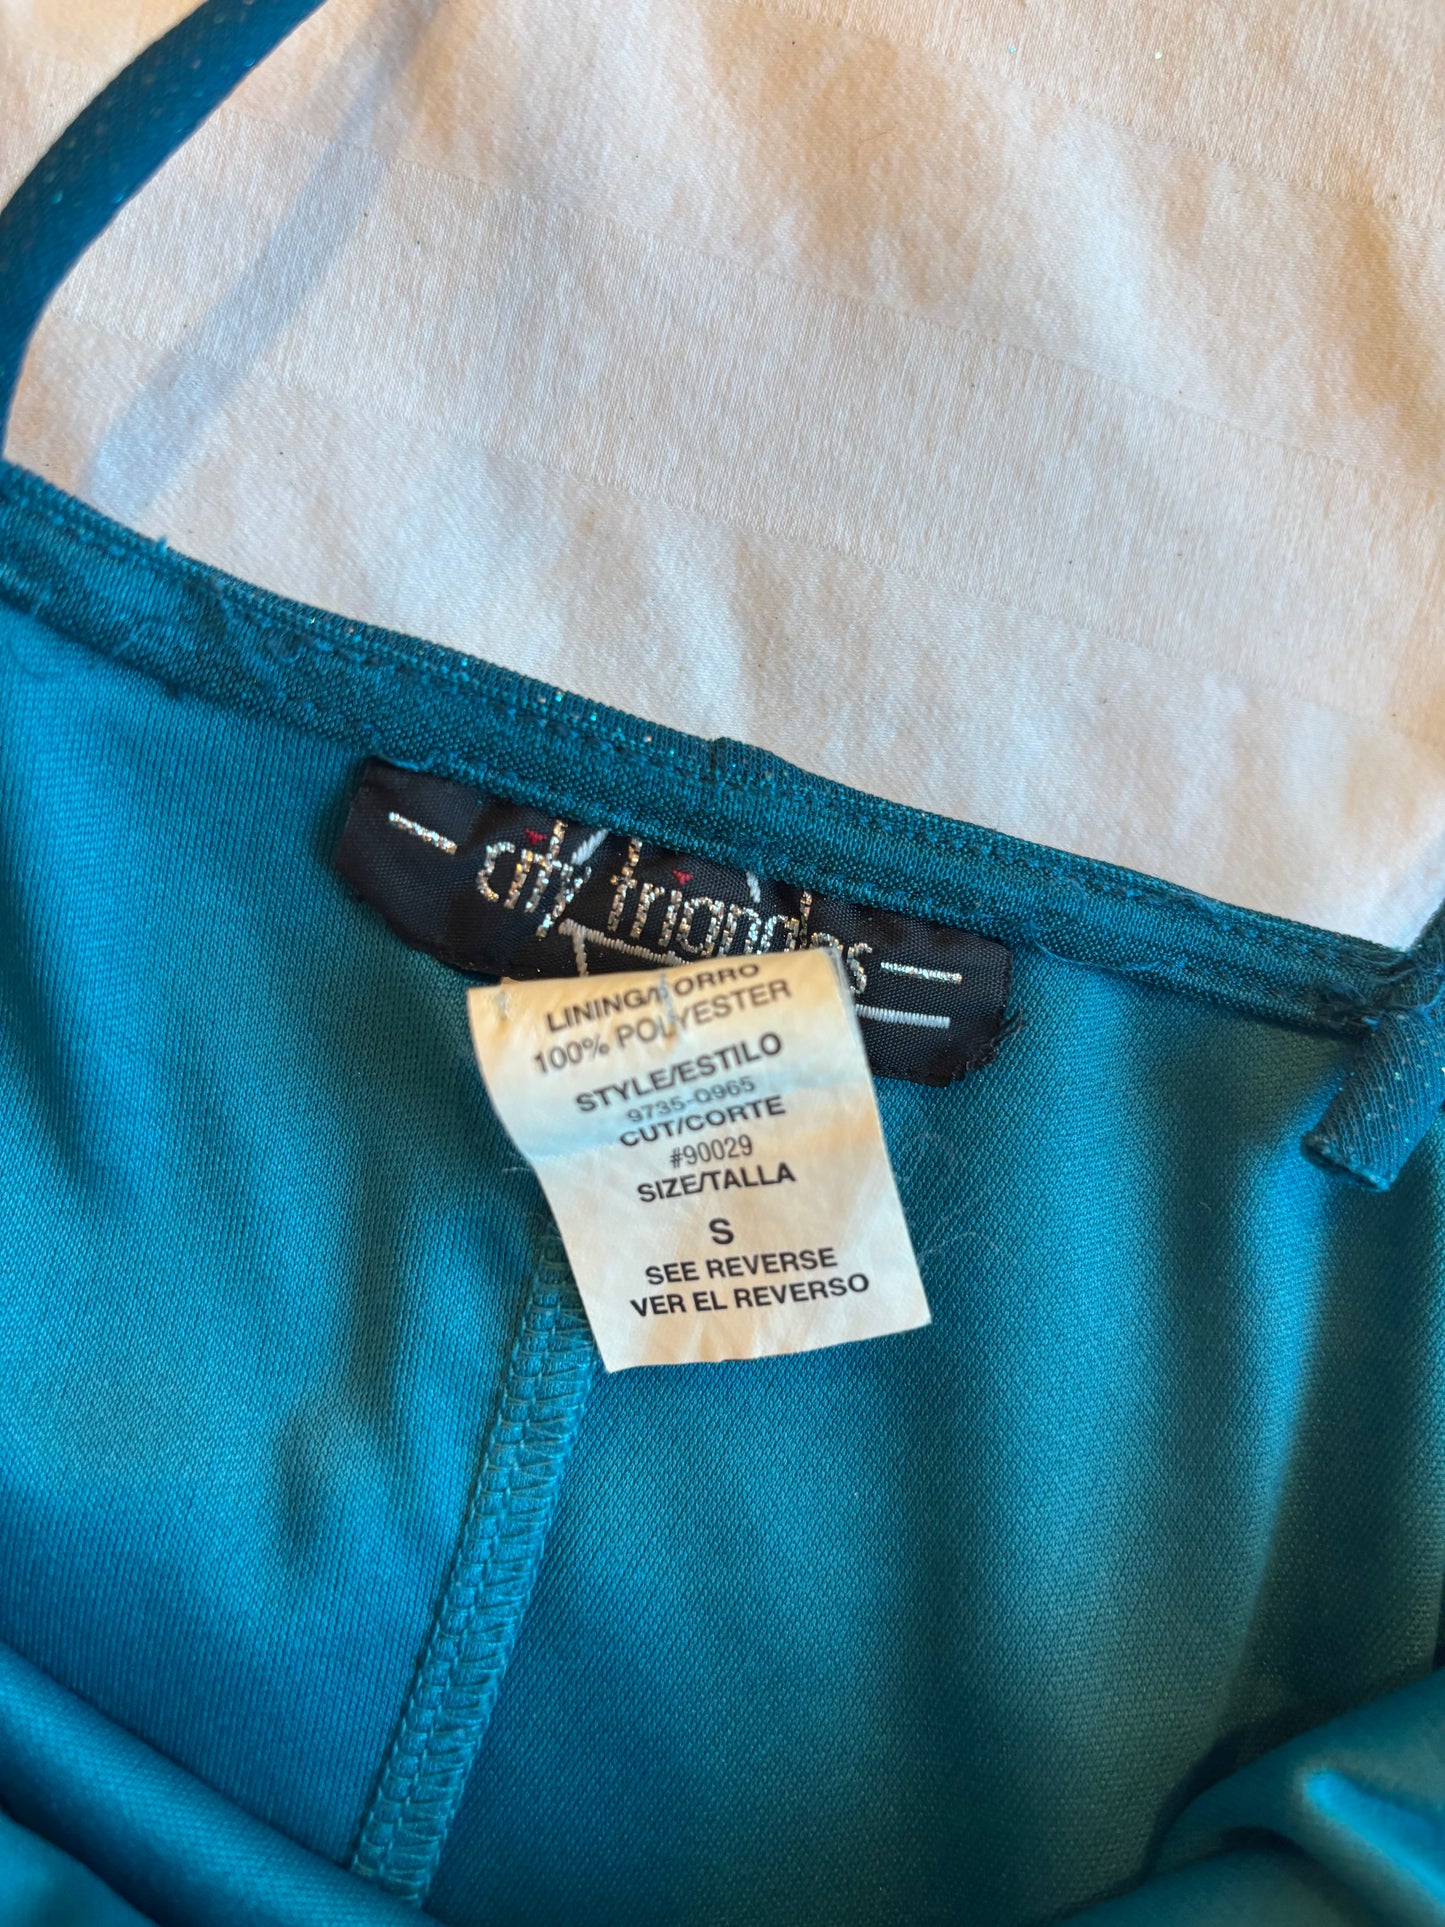 city triangles
LINING/FORRO
100% POLYESTER
STYLE/ESTILO
9735-Q965
CUT/CORTE
#90029
SIZE/TALLA
S
SEE REVERSE
VER EL REVERSO